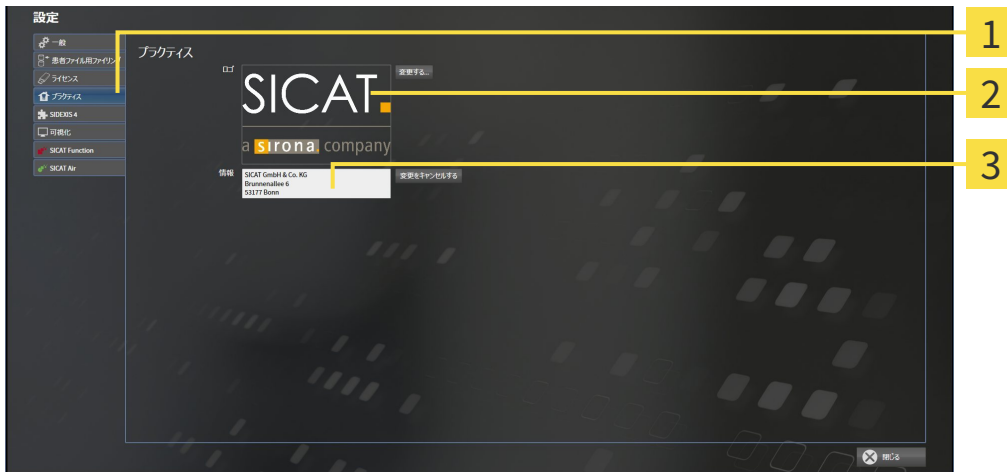 設定
一般
患者ファイル用ファイリング
ライセンス
プラクティス
SIDEXIS 4
可視化
SICAT Function
SICAT Air
プラクティス
ロゴ
SICAT
a sirona company
変更する...
情報
SICAT GmbH & Co. KG
Brunnenallee 6
53177 Bonn
変更をキャンセルする
閉じる
1
2
3